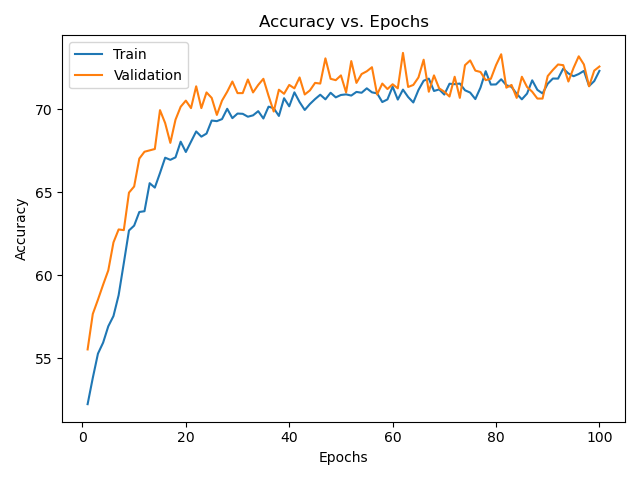 Accuracy vs. Epochs
Train
Validation
70
65
60
55
Accuracy
0 20 40 60 80 100
Epochs